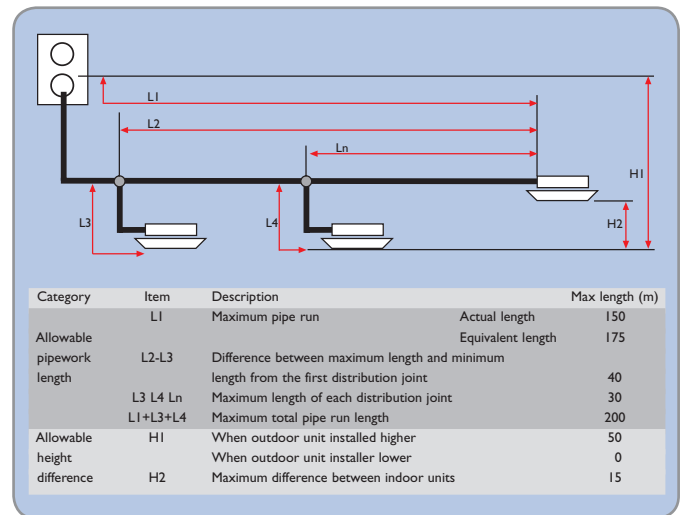 L1
L2
Ln
H1
L3
L4
H2
Category Item Description Max length (m)
L1 Maximum pipe run Actual length 150
Allowable Equivalent length 175
pipework L2-L3 Difference between maximum length and minimum
length length from the first distribution joint 40
L3 L4 Ln Maximum length of each distribution joint 30
L1+L3+L4 Maximum total pipe run length 200
Allowable H1 When outdoor unit installed higher 50
height When outdoor unit installer lower 0
difference H2 Maximum difference between indoor units 15